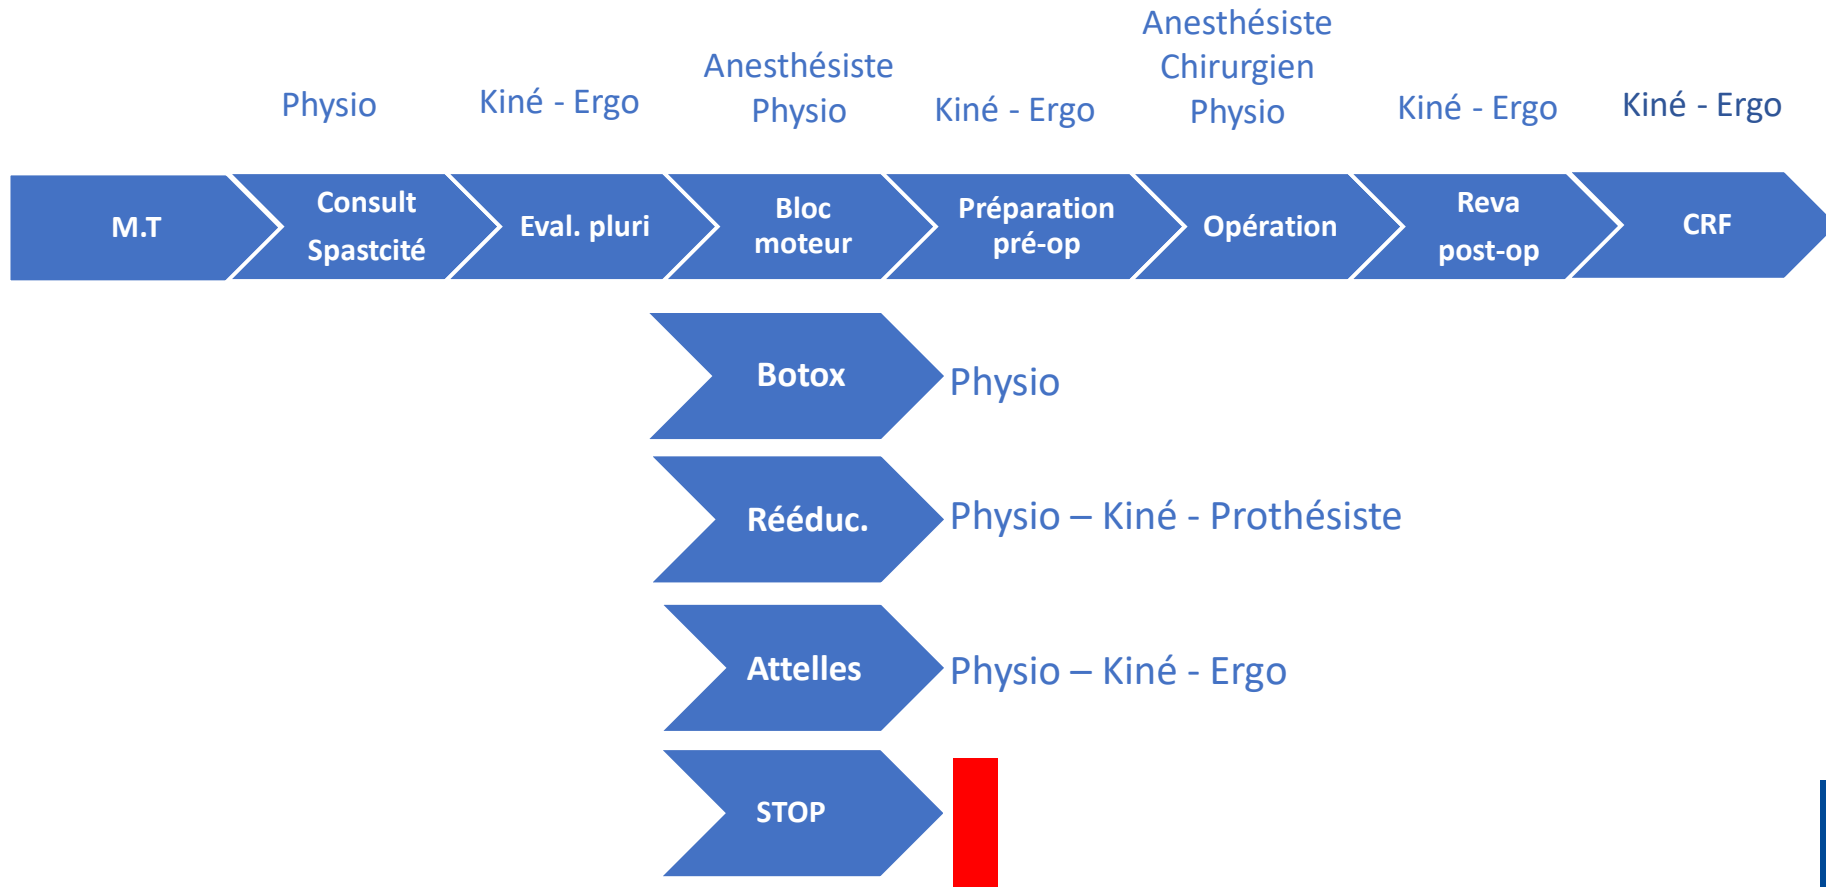 Physio
Kiné - Ergo
Anesthésiste
Physio
Kiné - Ergo
Anesthésiste
Chirurgien
Physio
Kiné - Ergo
Kiné - Ergo
M.T
Consult
Spastcité
Eval. pluri
Bloc
moteur
Préparation
pré-op
Opération
Reva
post-op
CRF
Botox
Physio
Rééduc.
Physio – Kiné - Prothésiste
Attelles
Physio – Kiné - Ergo
STOP